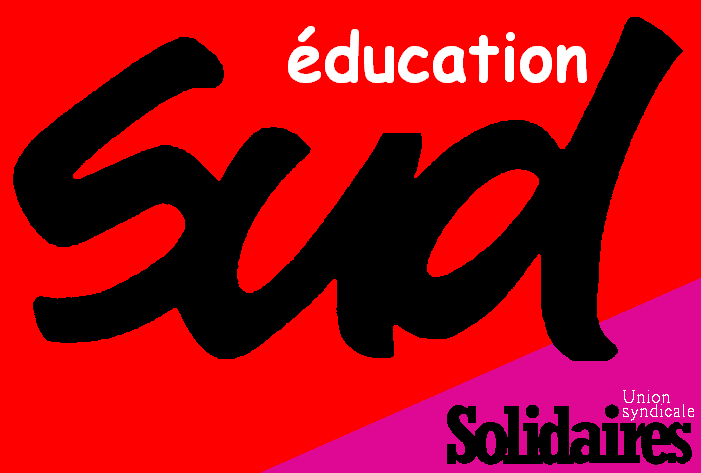 éducation
Sud
Union
syndicale
Solidaires